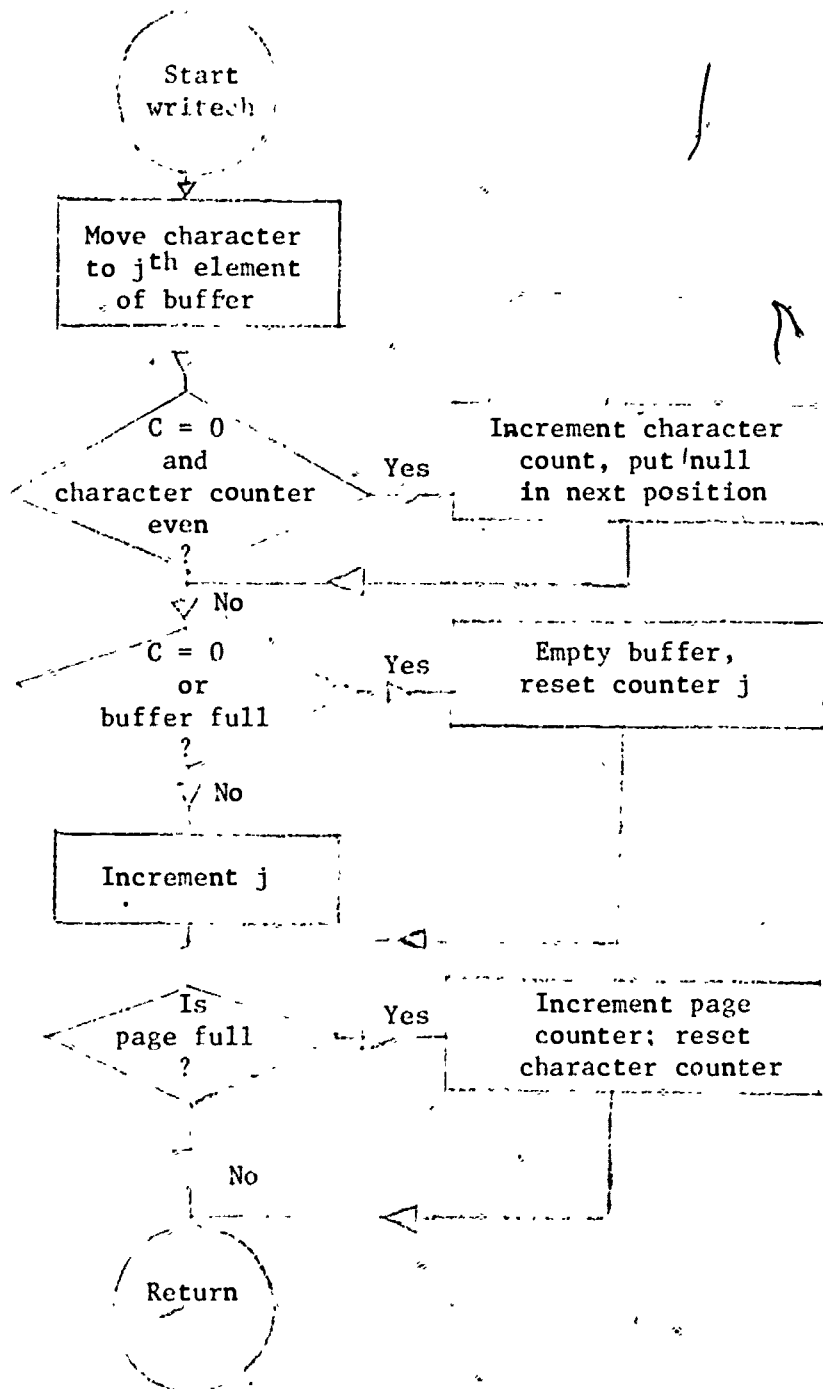 Start
writech
Move character
to jth element
of buffer
C = 0
and
character counter
even
?
Yes
Increment character
count, put null
in next position
No
C = 0
or
buffer full
?
Yes
Empty buffer,
reset counter j
No
Increment j
Is
page full
?
Yes
Increment page
counter; reset
character counter
No
Return